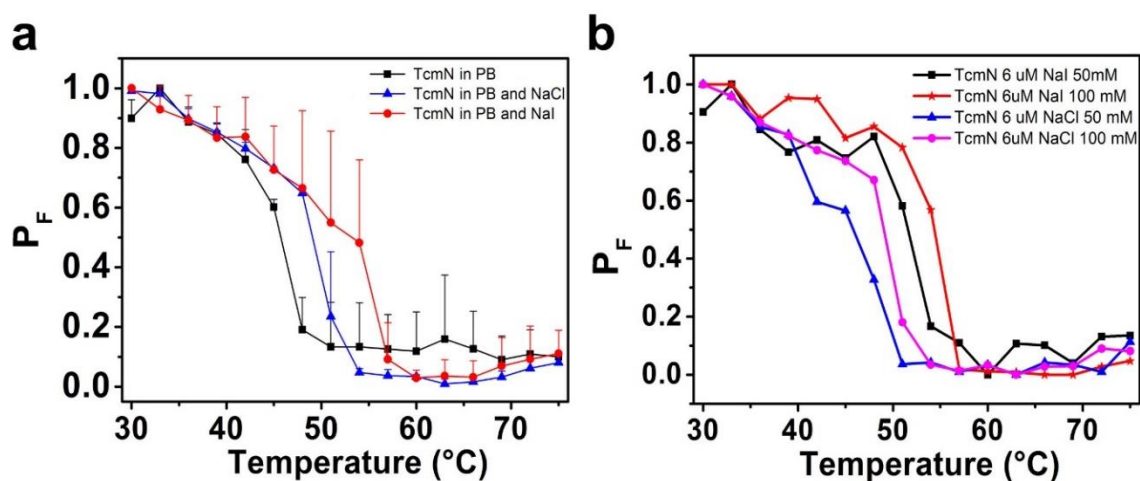 a
TcmN in PB
TcmN in PB and NaCl
TcmN in PB and NaI
P_F
1.0
0.8
0.6
0.4
0.2
0.0
30 40 50 60 70
Temperature (°C)
b
TcmN 6 uM NaI 50mM
TcmN 6uM NaI 100 mM
TcmN 6 uM NaCl 50 mM
TcmN 6uM NaCl 100 mM
P_F
1.0
0.8
0.6
0.4
0.2
0.0
30 40 50 60 70
Temperature (°C)